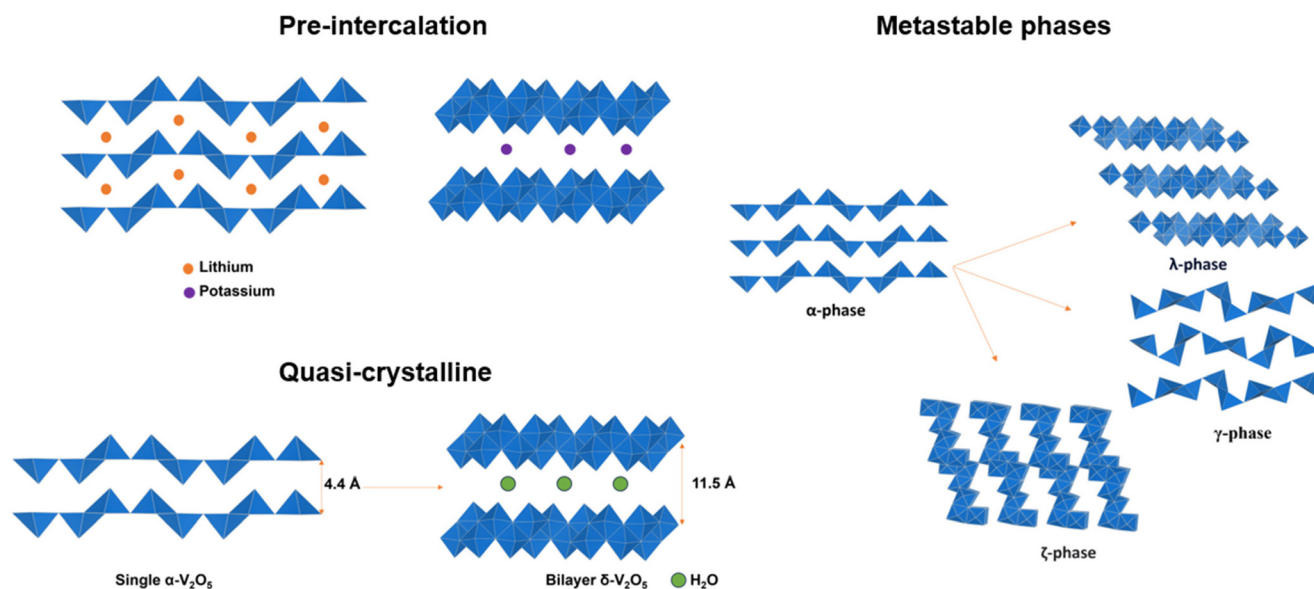 Pre-intercalation
Lithium
Potassium
Metastable phases
α-phase
λ-phase
γ-phase
ζ-phase
Quasi-crystalline
4.4 Å
11.5 Å
Single α-V₂O₅
Bilayer δ-V₂O₅
H₂O